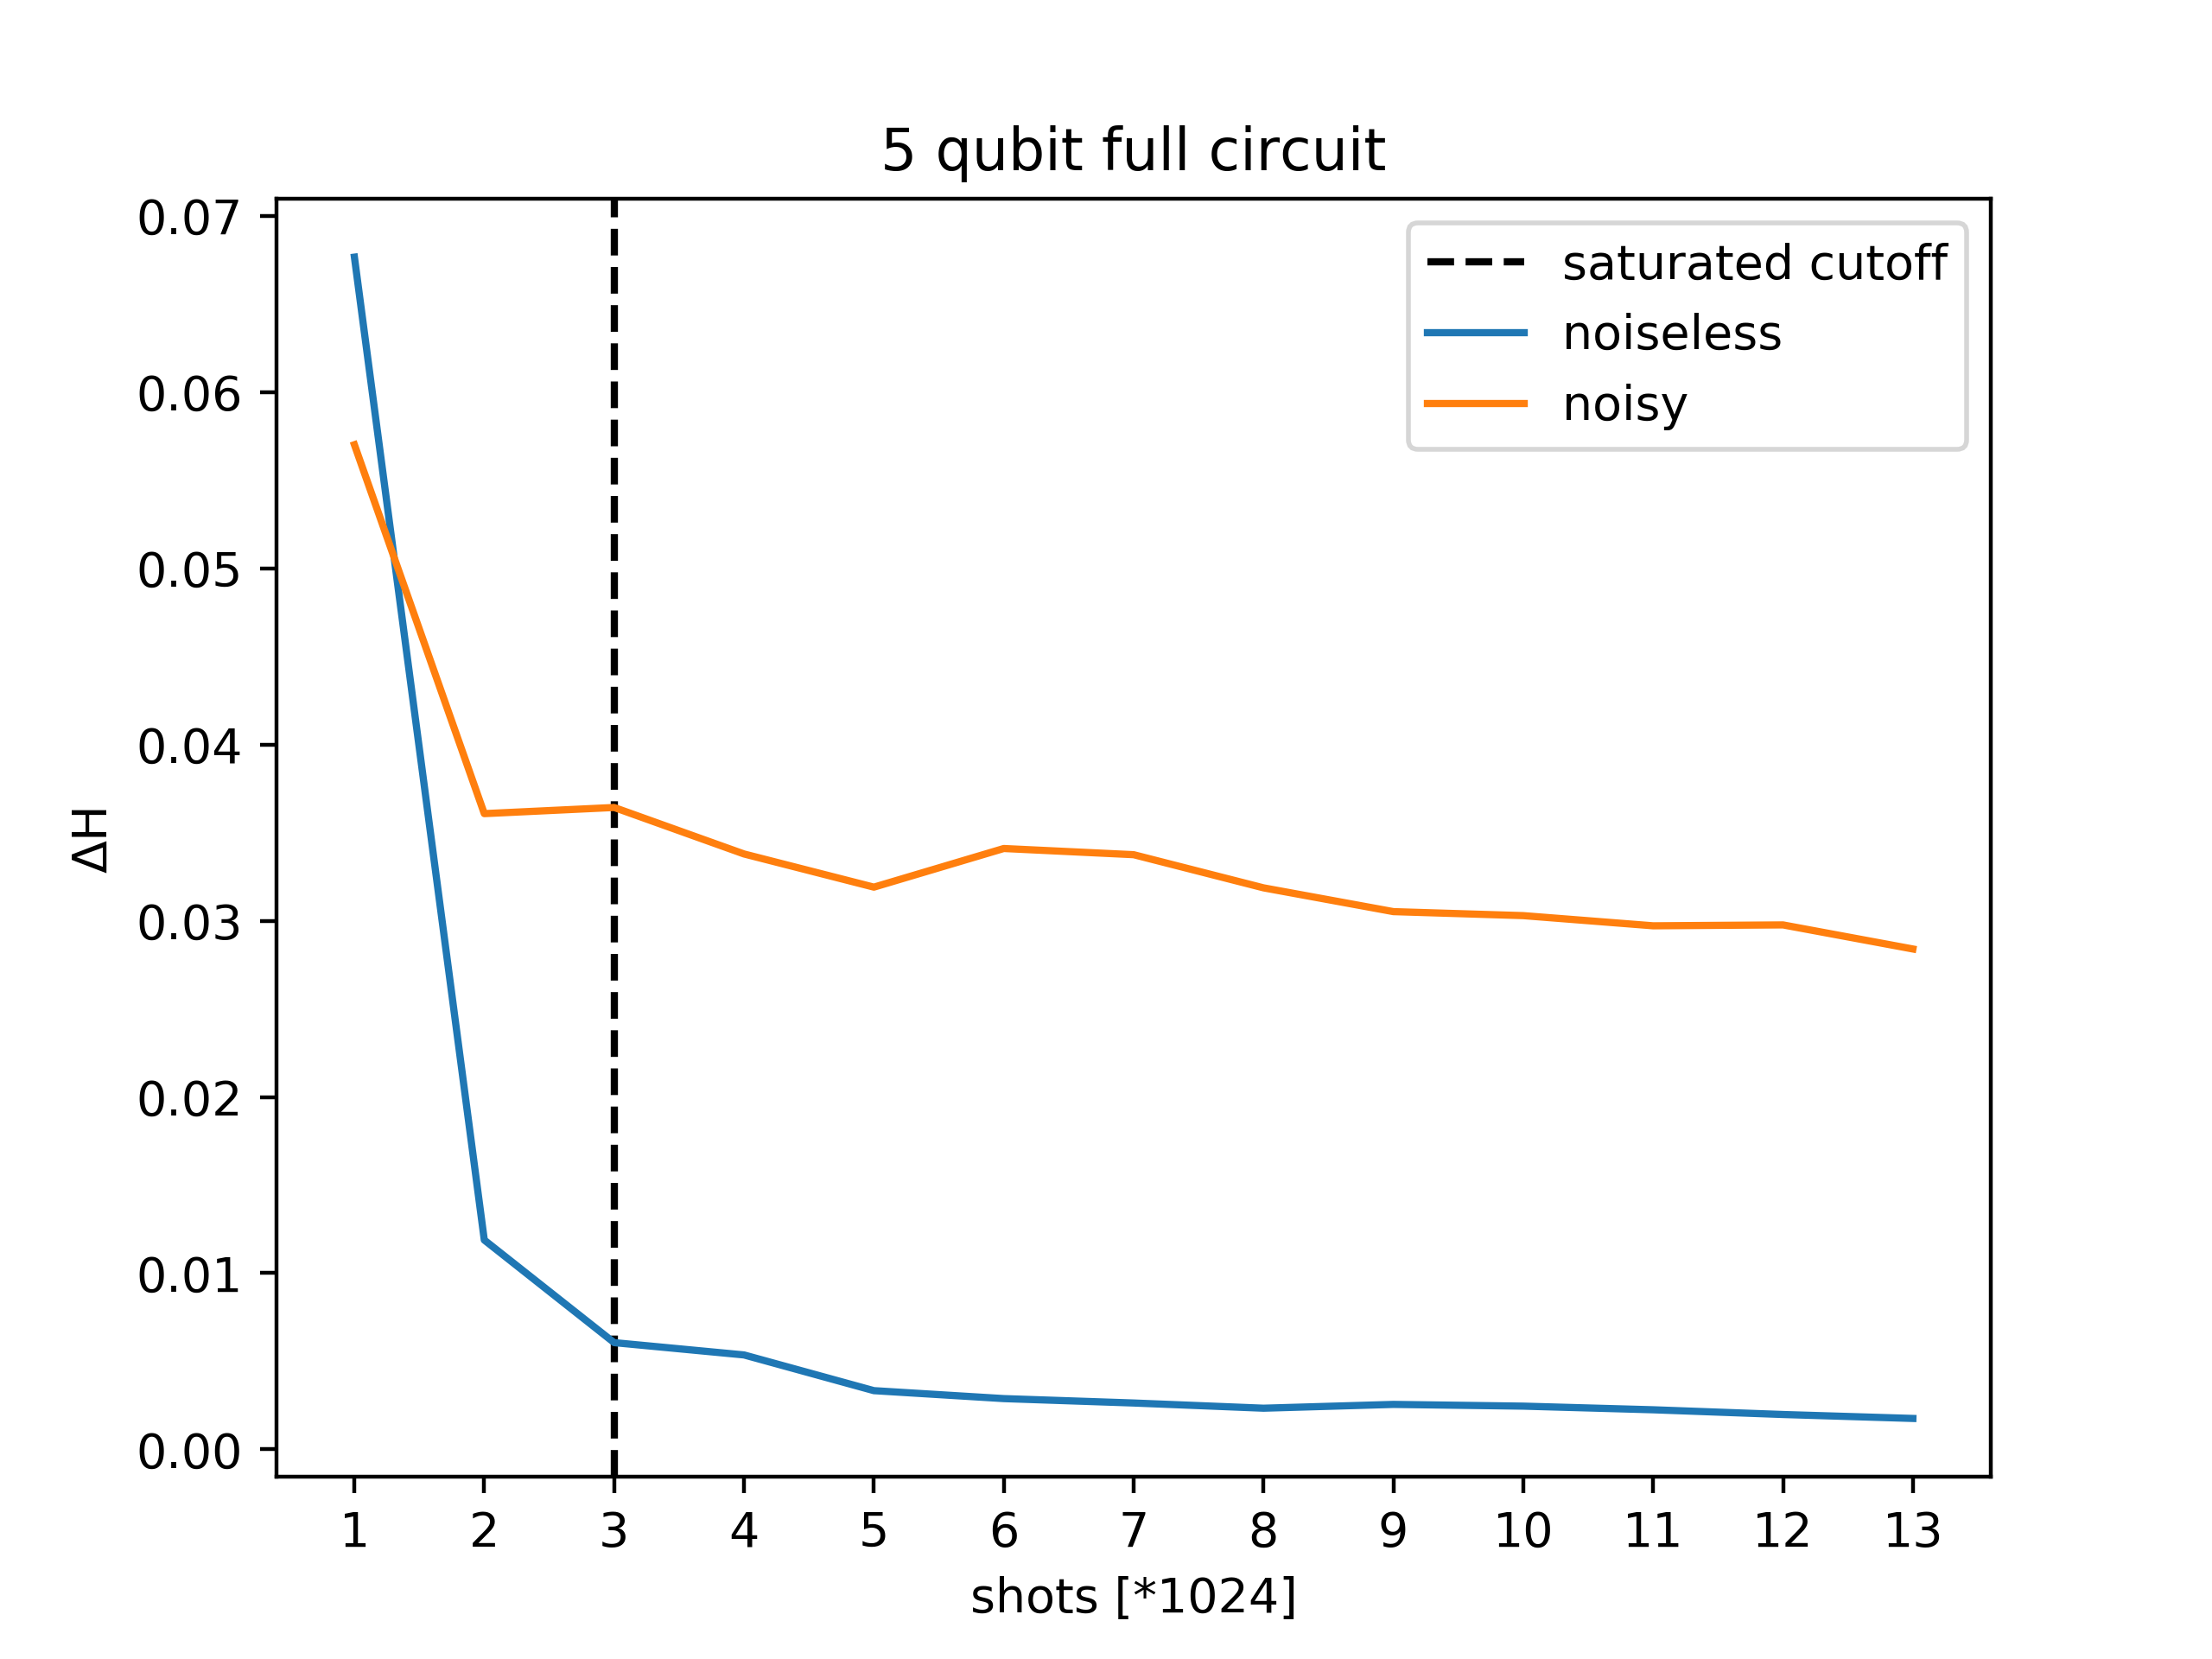 5 qubit full circuit
0.07
0.06
0.05
0.04
0.03
0.02
0.01
0.00
ΔH
saturated cutoff
noiseless
noisy
1 2 3 4 5 6 7 8 9 10 11 12 13
shots [*1024]